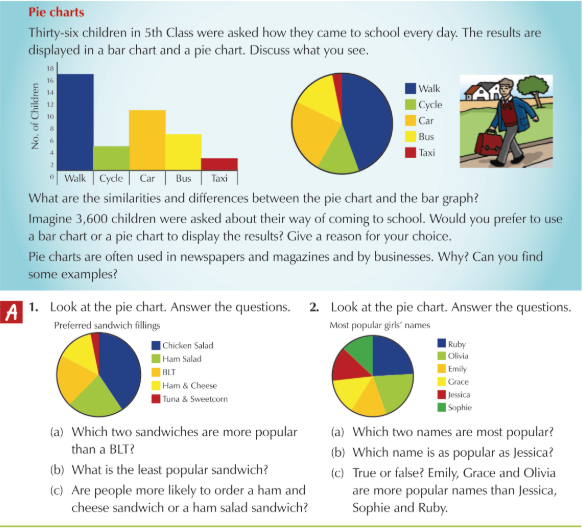 Pie charts
Thirty-six children in 5th Class were asked how they came to school every day. The results are
displayed in a bar chart and a pie chart. Discuss what you see.
No. of Children
18
16
14
12
10
8
6
4
2
0
Walk Cycle Car Bus Taxi
Walk
Cycle
Car
Bus
Taxi
What are the similarities and differences between the pie chart and the bar graph?
Imagine 3,600 children were asked about their way of coming to school. Would you prefer to use
a bar chart or a pie chart to display the results? Give a reason for your choice.
Pie charts are often used in newspapers and magazines and by businesses. Why? Can you find
some examples?
A
1. Look at the pie chart. Answer the questions.
Preferred sandwich fillings
Chicken Salad
Ham Salad
BLT
Ham & Cheese
Tuna & Sweetcorn
(a) Which two sandwiches are more popular
than a BLT?
(b) What is the least popular sandwich?
(c) Are people more likely to order a ham and
cheese sandwich or a ham salad sandwich?
2. Look at the pie chart. Answer the questions.
Most popular girls' names
Ruby
Olivia
Emily
Grace
Jessica
Sophie
(a) Which two names are most popular?
(b) Which name is as popular as Jessica?
(c) True or false? Emily, Grace and Olivia
are more popular names than Jessica,
Sophie and Ruby.